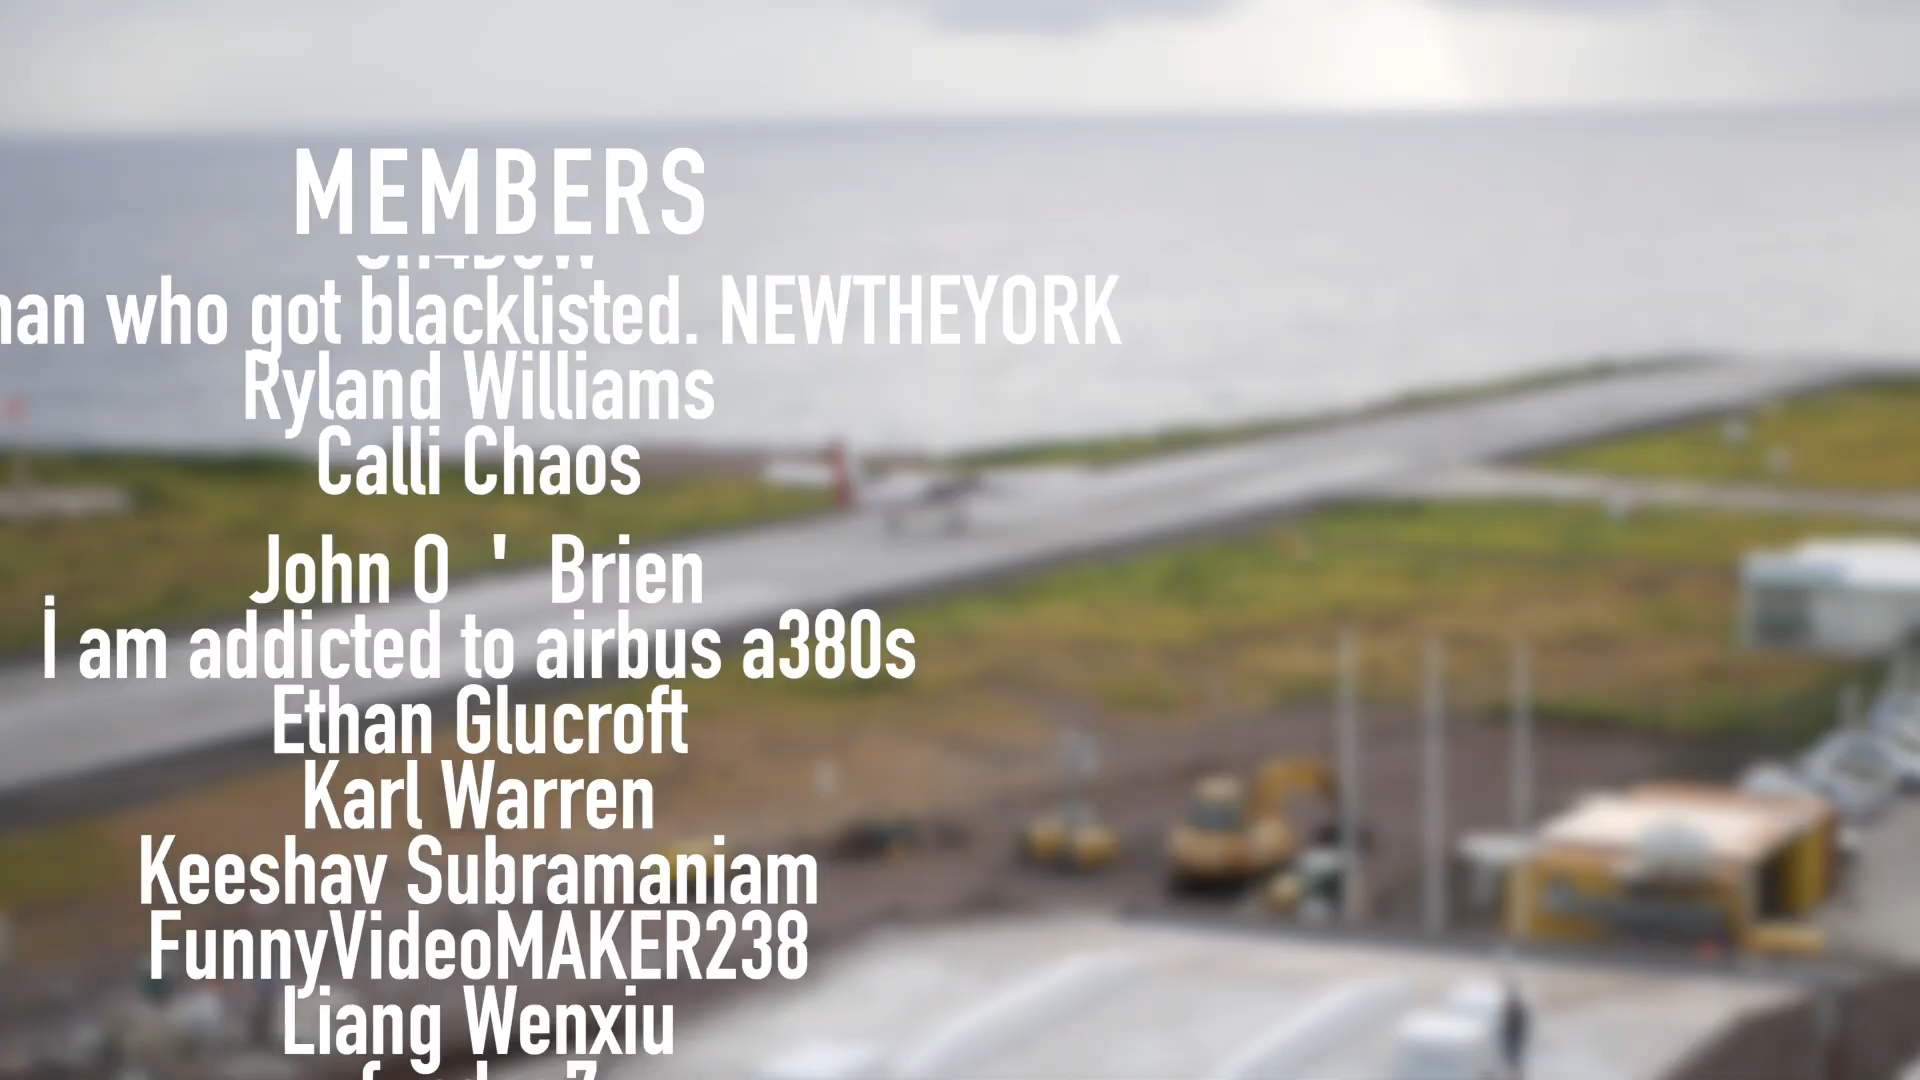 MEMBERS
who got blacklisted. NEWTHEYORK
Ryland Williams
Calli Chaos
John O ' Brien
İ am addicted to airbus a380s
Ethan Glucroft
Karl Warren
Keeshav Subramaniam
FunnyVideoMAKER238
Liang Wenxiu